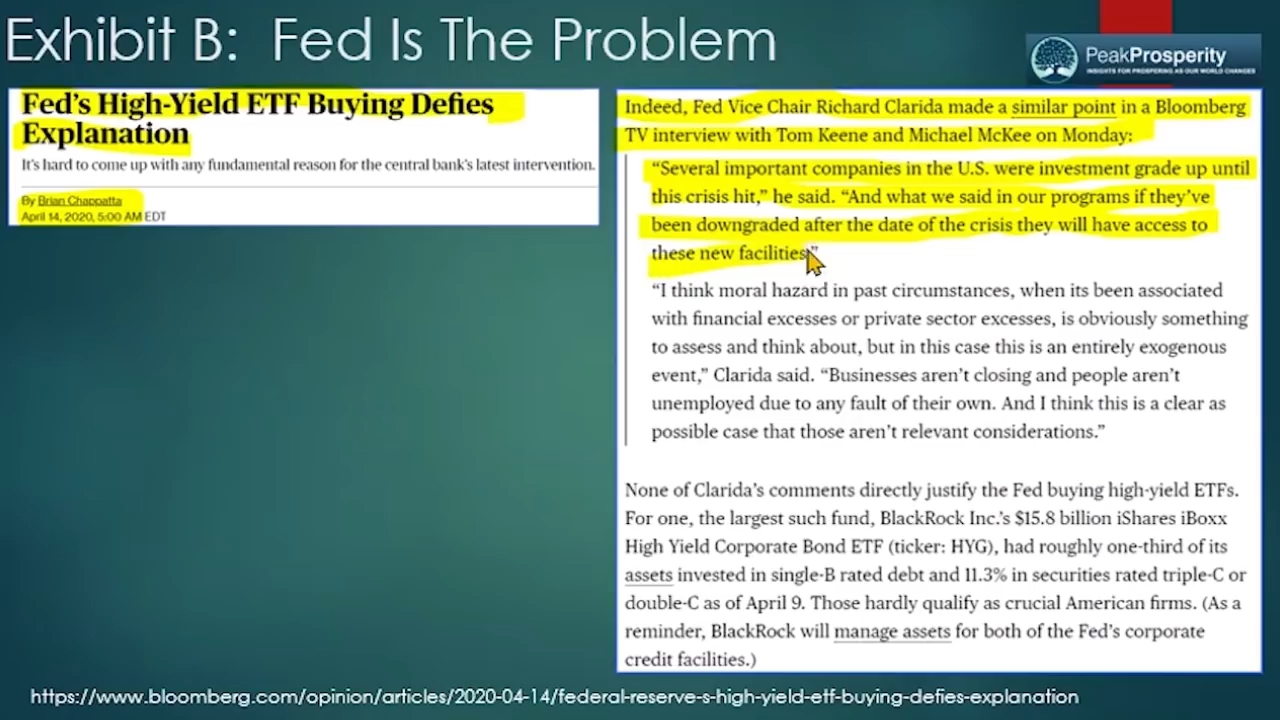 Exhibit B: Fed Is The Problem
PeakProsperity
INSIGHTS FOR PROSPERING AS OUR WORLD CHANGES
Fed's High-Yield ETF Buying Defies
Explanation
It's hard to come up with any fundamental reason for the central bank's latest intervention.
By Brian Chappatta
April 14, 2020, 5:00 AM EDT
Indeed, Fed Vice Chair Richard Clarida made a similar point in a Bloomberg
TV interview with Tom Keene and Michael McKee on Monday:
“Several important companies in the U.S. were investment grade up until
this crisis hit,” he said. “And what we said in our programs if they've
been downgraded after the date of the crisis they will have access to
these new facilities.”
“I think moral hazard in past circumstances, when its been associated
with financial excesses or private sector excesses, is obviously something
to assess and think about, but in this case this is an entirely exogenous
event,” Clarida said. “Businesses aren't closing and people aren't
unemployed due to any fault of their own. And I think this is a clear as
possible case that those aren't relevant considerations.”
None of Clarida's comments directly justify the Fed buying high-yield ETFs.
For one, the largest such fund, BlackRock Inc.'s $15.8 billion iShares iBoxx
High Yield Corporate Bond ETF (ticker: HYG), had roughly one-third of its
assets invested in single-B rated debt and 11.3% in securities rated triple-C or
double-C as of April 9. Those hardly qualify as crucial American firms. (As a
reminder, BlackRock will manage assets for both of the Fed's corporate
credit facilities.)
https://www.bloomberg.com/opinion/articles/2020-04-14/federal-reserve-s-high-yield-etf-buying-defies-explanation